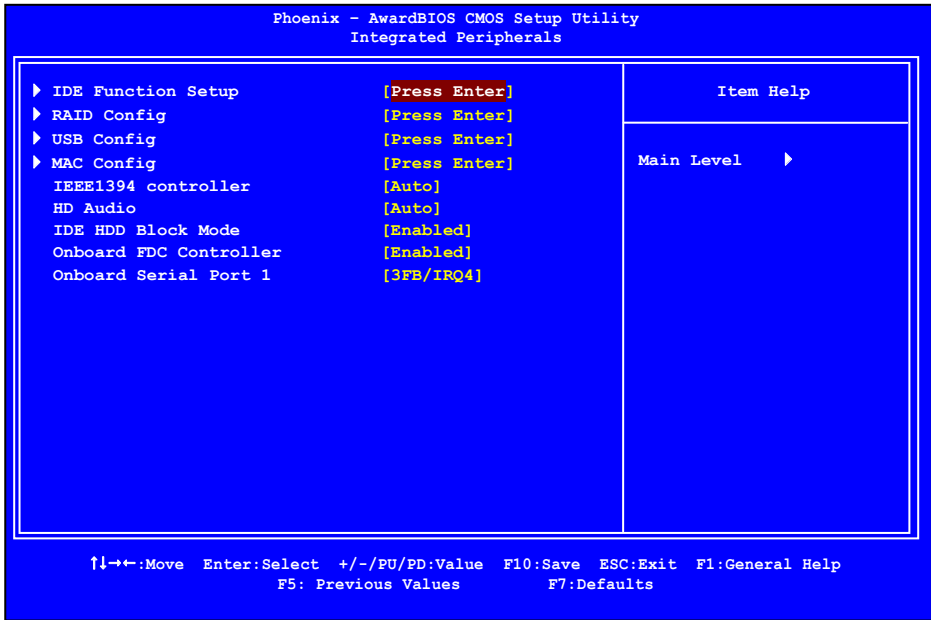 Phoenix – AwardBIOS CMOS Setup Utility
Integrated Peripherals
IDE Function Setup [Press Enter]
RAID Config [Press Enter]
USB Config [Press Enter]
MAC Config [Press Enter]
IEEE1394 controller [Auto]
HD Audio [Auto]
IDE HDD Block Mode [Enabled]
Onboard FDC Controller [Enabled]
Onboard Serial Port 1 [3FB/IRQ4]
Item Help
Main Level
↑↓→←:Move Enter:Select +/-/PU/PD:Value F10:Save ESC:Exit F1:General Help
F5: Previous Values F7:Defaults